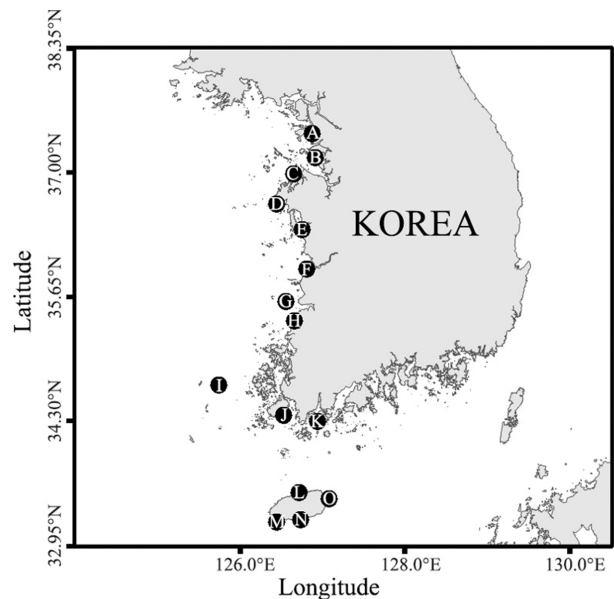 38.35°N
37.00°N
35.65°N
34.30°N
32.95°N
Latitude
A
B
C
D
E
KOREA
F
G
H
I
J
K
L
O
M
N
126.0°E
128.0°E
130.0°E
Longitude